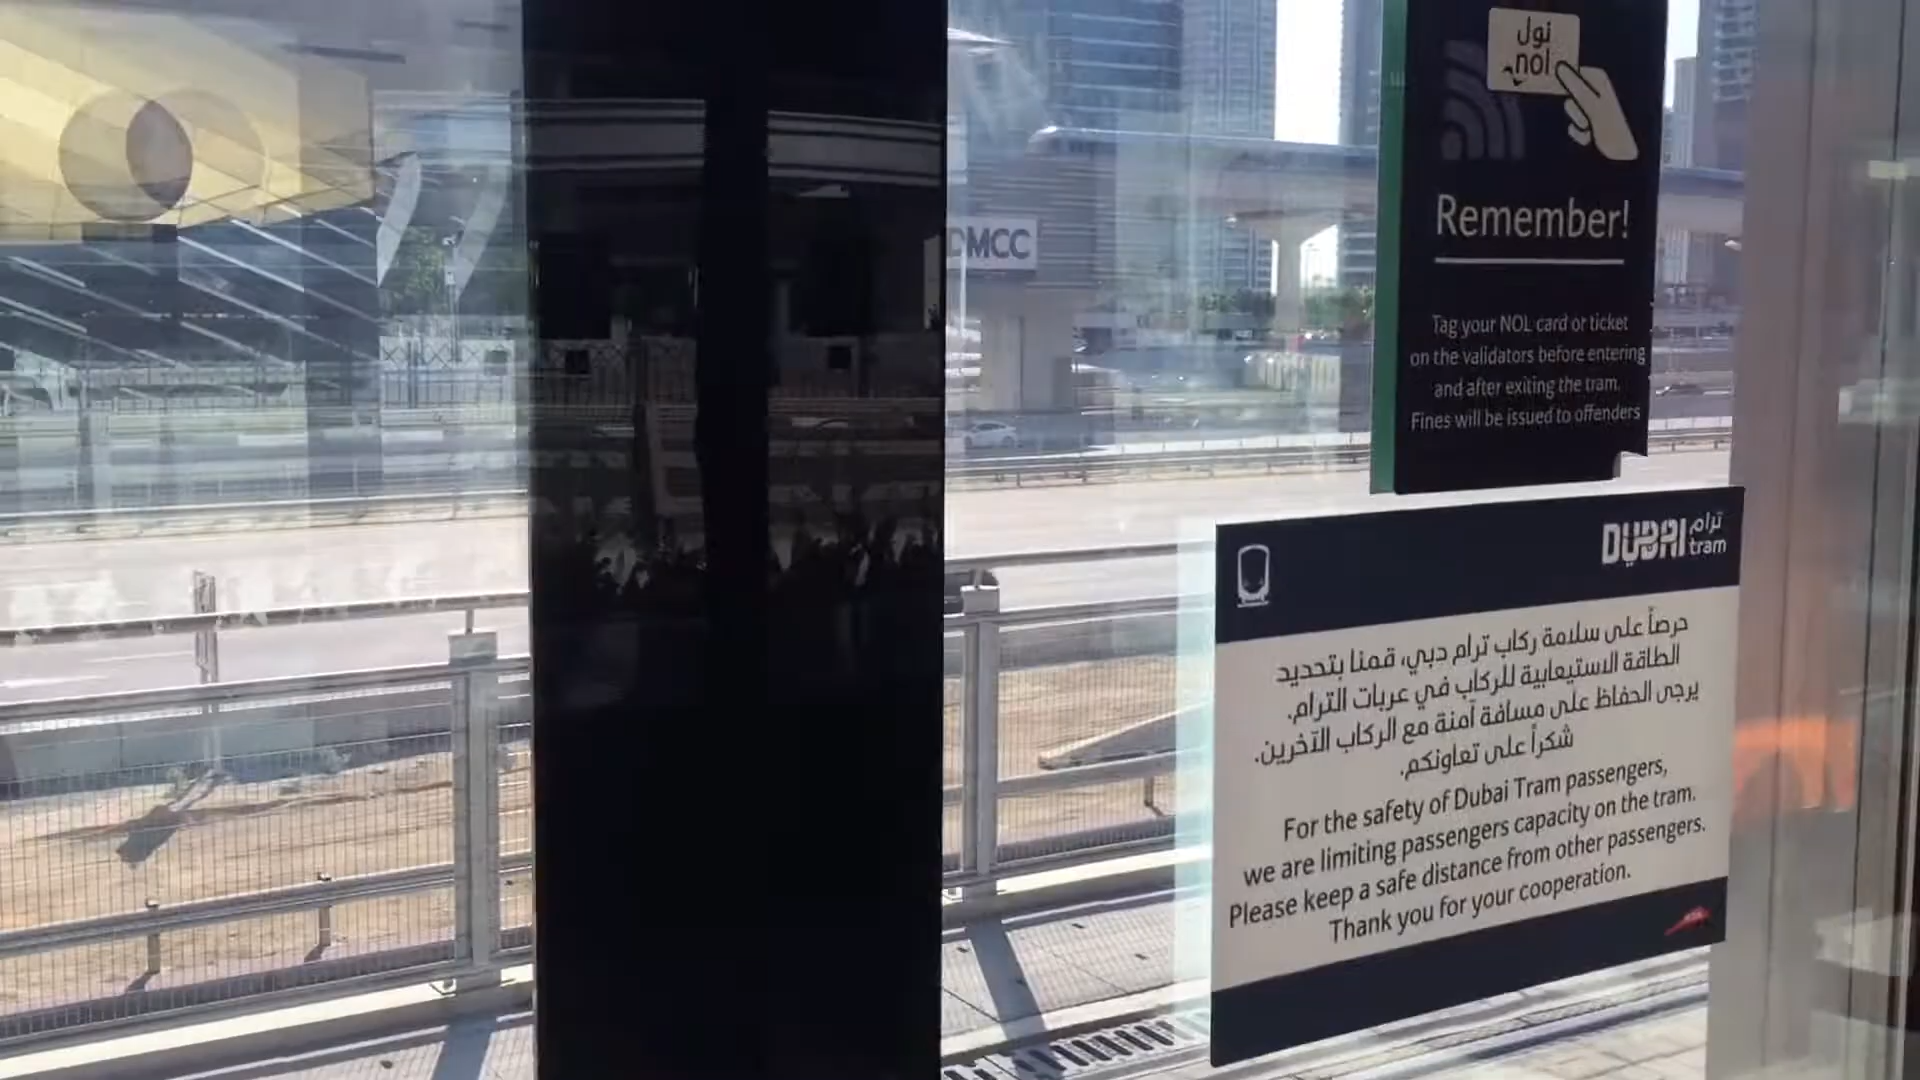 نول
nol
Remember!
Tag your NOL card or ticket
on the validators before entering
and after exiting the tram.
Fines will be issued to offenders
DMCC
DUBAI ترام
tram
حرصاً على سلامة ركاب ترام دبي، قمنا بتحديد
الطاقة الاستيعابية للركاب في عربات الترام.
يرجى الحفاظ على مسافة آمنة مع الركاب الآخرين.
شكراً على تعاونكم.
For the safety of Dubai Tram passengers,
we are limiting passengers capacity on the tram.
Please keep a safe distance from other passengers.
Thank you for your cooperation.